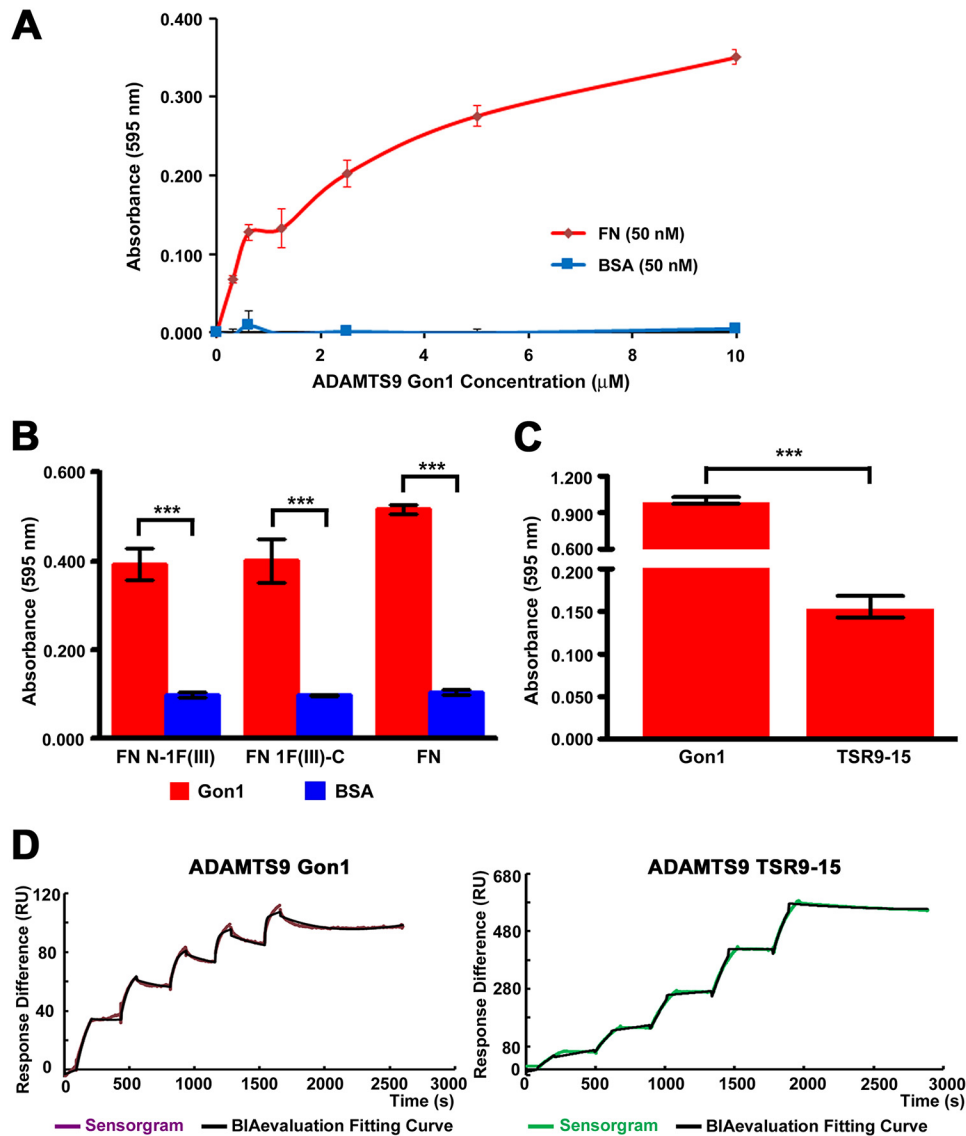 A
0.400
0.300
0.200
0.100
0.000
Absorbance (595 nm)
FN (50 nM)
BSA (50 nM)
0 2 4 6 8 10
ADAMTS9 Gon1 Concentration (μM)
B
0.600
0.400
0.200
0.000
Absorbance (595 nm)
*** *** ***
FN N-1F(III) FN 1F(III)-C FN
Gon1 BSA
C
1.200
0.900
0.600
0.200
0.150
0.100
0.050
0.000
Absorbance (595 nm)
***
Gon1 TSR9-15
D
ADAMTS9 Gon1
120
80
40
0
Response Difference (RU)
0 500 1000 1500 2000 2500 3000
Time (s)
Sensorgram BIAevaluation Fitting Curve
ADAMTS9 TSR9-15
680
480
280
80
0
Response Difference (RU)
0 500 1000 1500 2000 2500 3000
Time (s)
Sensorgram BIAevaluation Fitting Curve